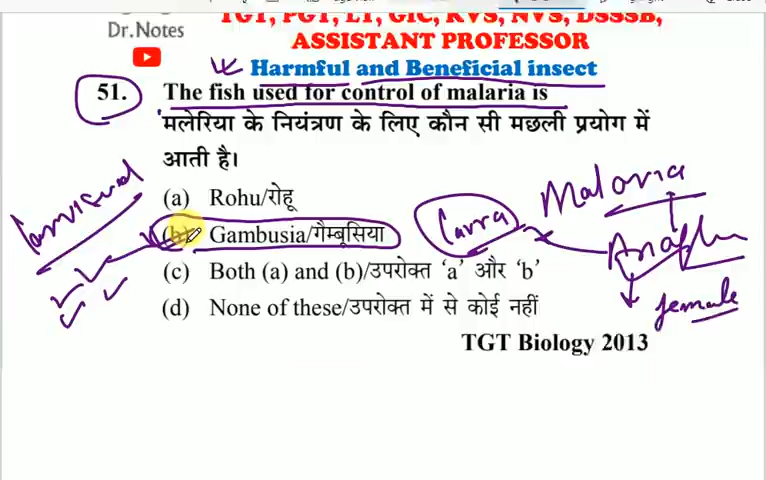 TGT, PGT, LT, GIC, KVS, NVS, DSSSB,
Dr.Notes
ASSISTANT PROFESSOR
Harmful and Beneficial insect
51. The fish used for control of malaria is
मलेरिया के नियंत्रण के लिए कौन सी मछली प्रयोग में
आती है।
(a) Rohu/रोहू
(b) Gambusia/गैम्बूसिया
(c) Both (a) and (b)/उपरोक्त 'a' और 'b'
(d) None of these/उपरोक्त में से कोई नहीं
TGT Biology 2013
Malaria
Larva
female